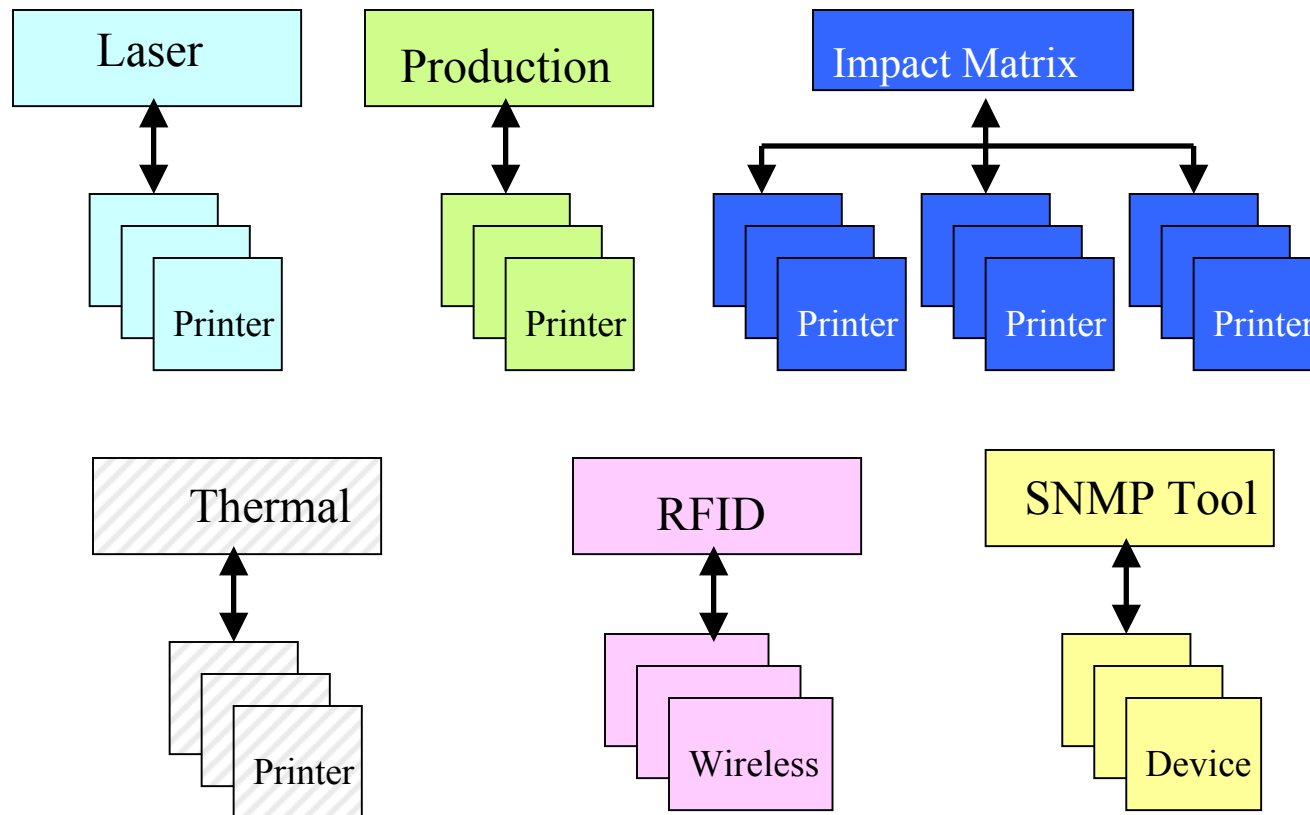 Laser
Production
Impact Matrix
Printer
Printer
Printer
Printer
Printer
Thermal
RFID
SNMP Tool
Printer
Wireless
Device